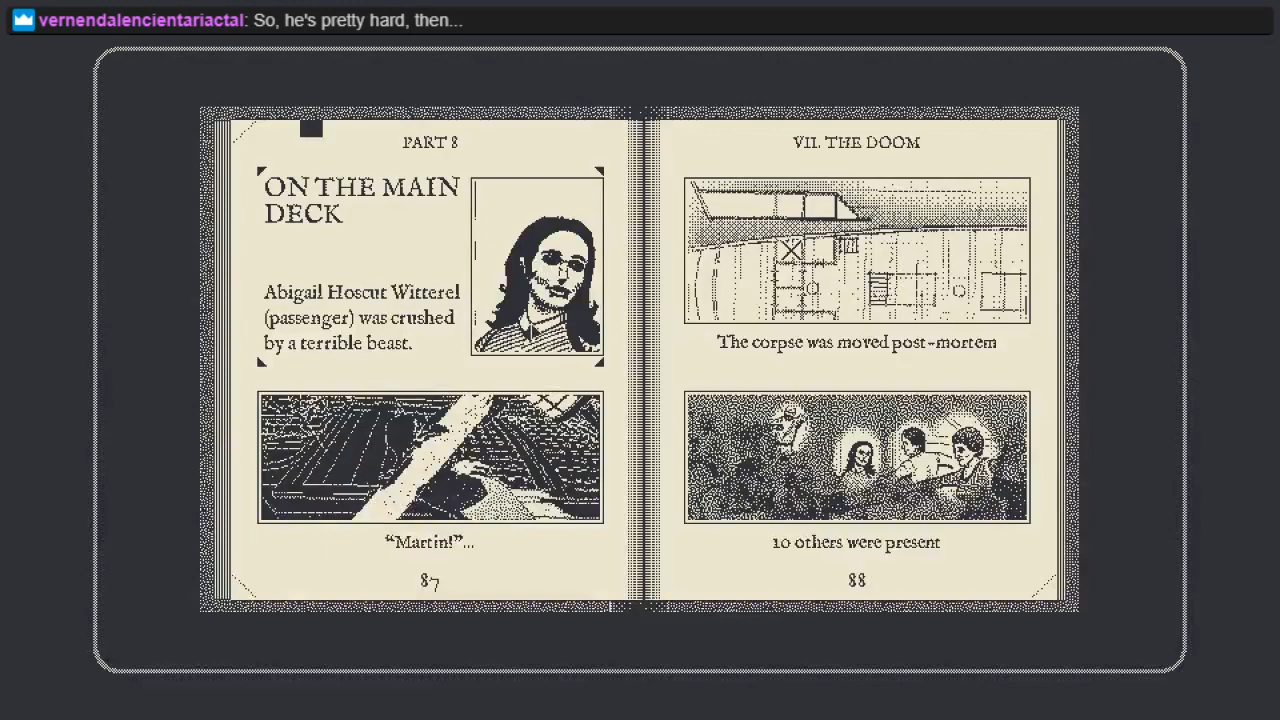 vernendalencientariactal: So, he's pretty hard, then...
PART 8
ON THE MAIN
DECK
Abigail Hoscut Witterel
(passenger) was crushed
by a terrible beast.
"Martin!"...
87
VII. THE DOOM
The corpse was moved post-mortem
10 others were present
88